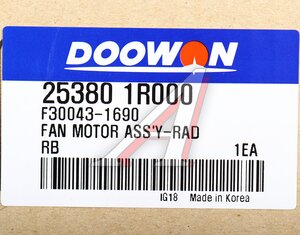 DOOWON
25380 1R000
F30043-1690
FAN MOTOR ASS'Y-RAD
RB 1EA
IG18 Made in Korea